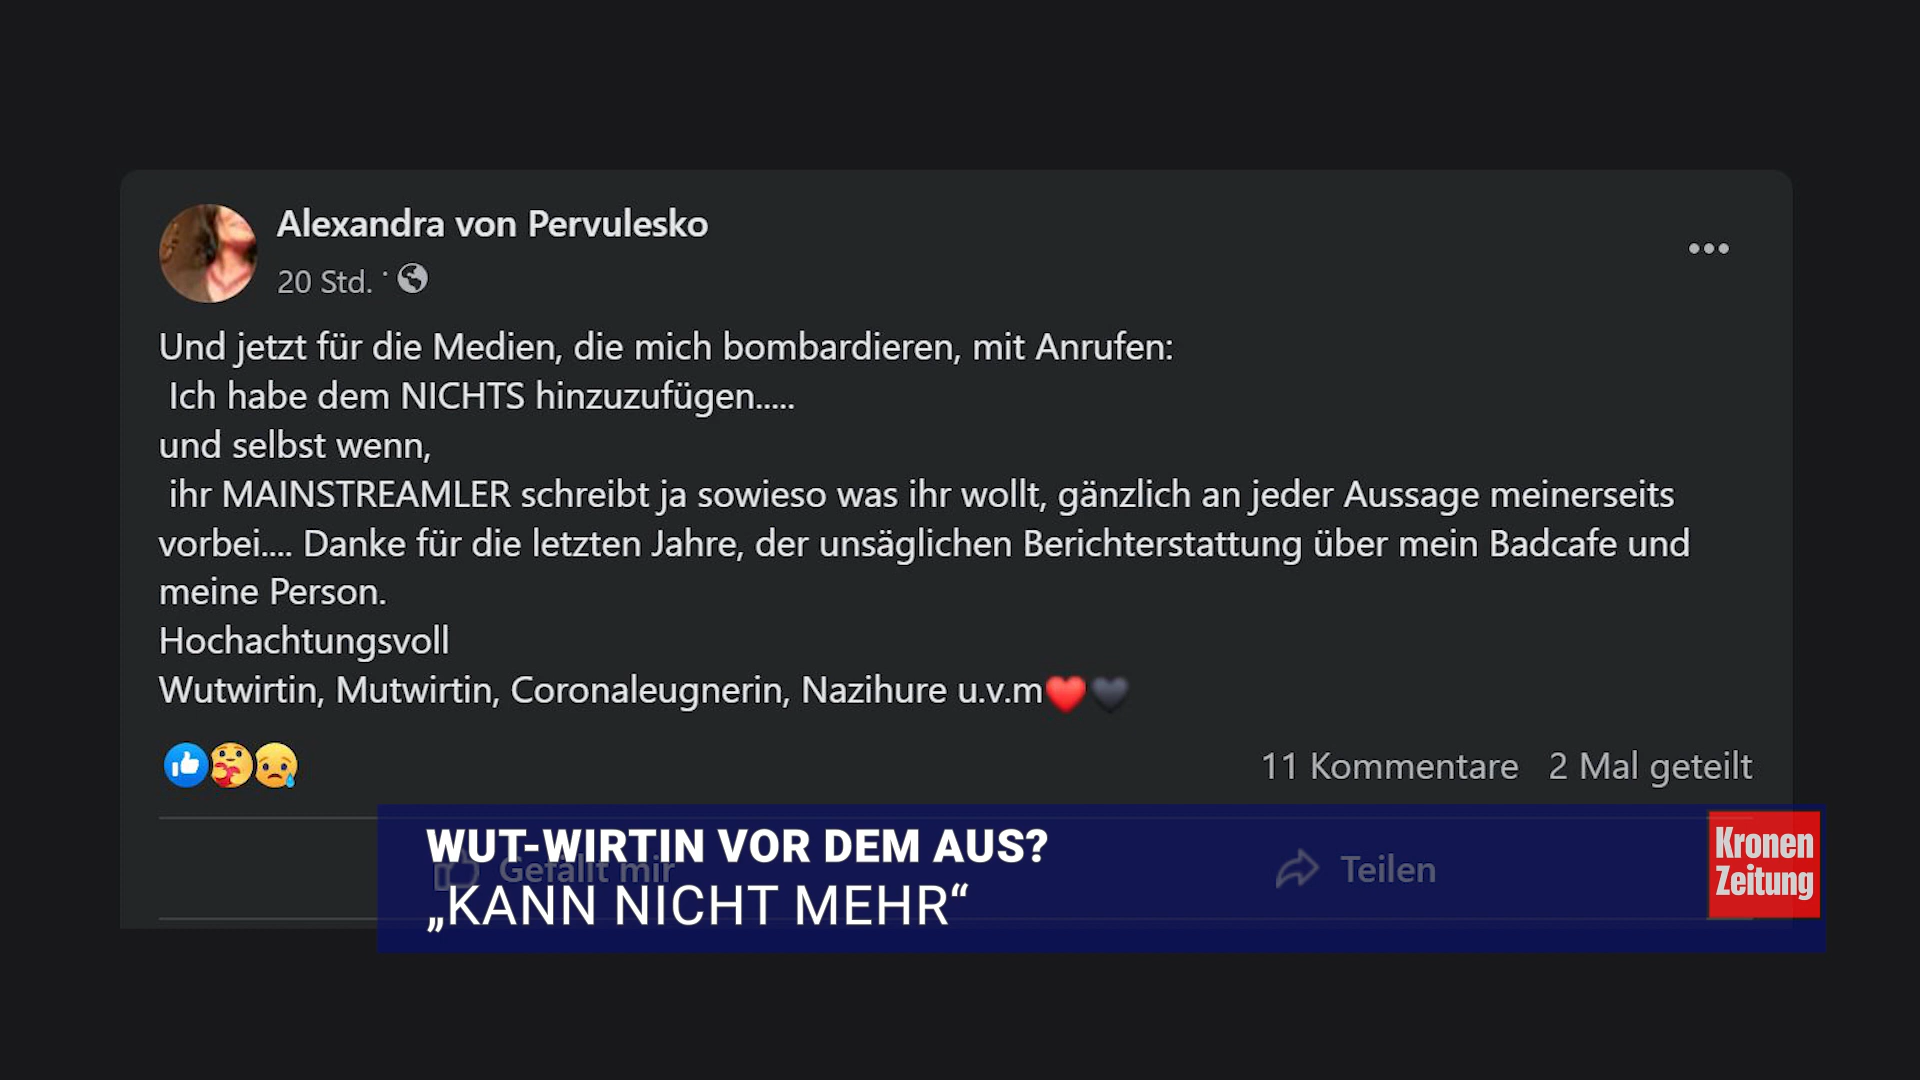 Alexandra von Pervulesko
20 Std. ·
Und jetzt für die Medien, die mich bombardieren, mit Anrufen:
Ich habe dem NICHTS hinzuzufügen.....
und selbst wenn,
ihr MAINSTREAMLER schreibt ja sowieso was ihr wollt, gänzlich an jeder Aussage meinerseits
vorbei.... Danke für die letzten Jahre, der unsäglichen Berichterstattung über mein Badcafe und
meine Person.
Hochachtungsvoll
Wutwirtin, Mutwirtin, Coronaleugnerin, Nazihure u.v.m❤️🖤
11 Kommentare 2 Mal geteilt
WUT-WIRTIN VOR DEM AUS?
Gefällt mir
Teilen
„KANN NICHT MEHR“
Kronen
Zeitung